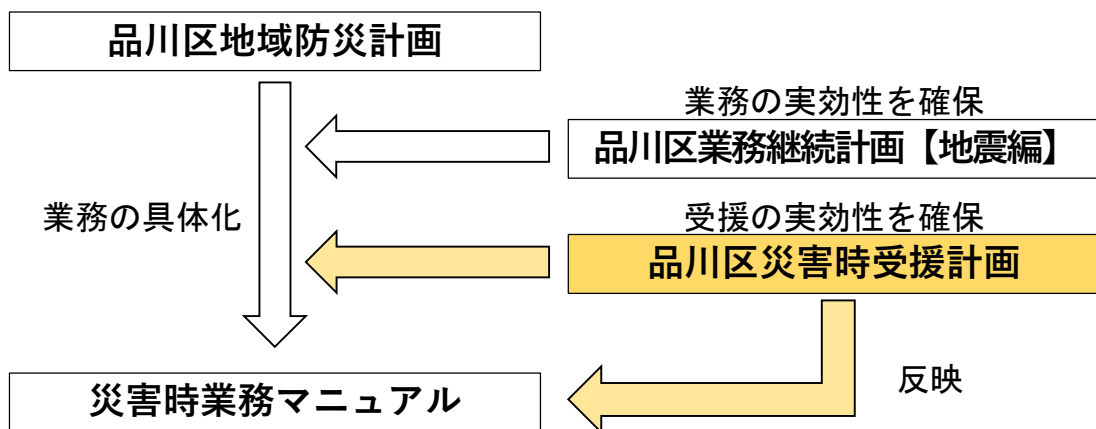 品川区地域防災計画
業務の実効性を確保
品川区業務継続計画【地震編】
業務の具体化
受援の実効性を確保
品川区災害時受援計画
反映
災害時業務マニュアル